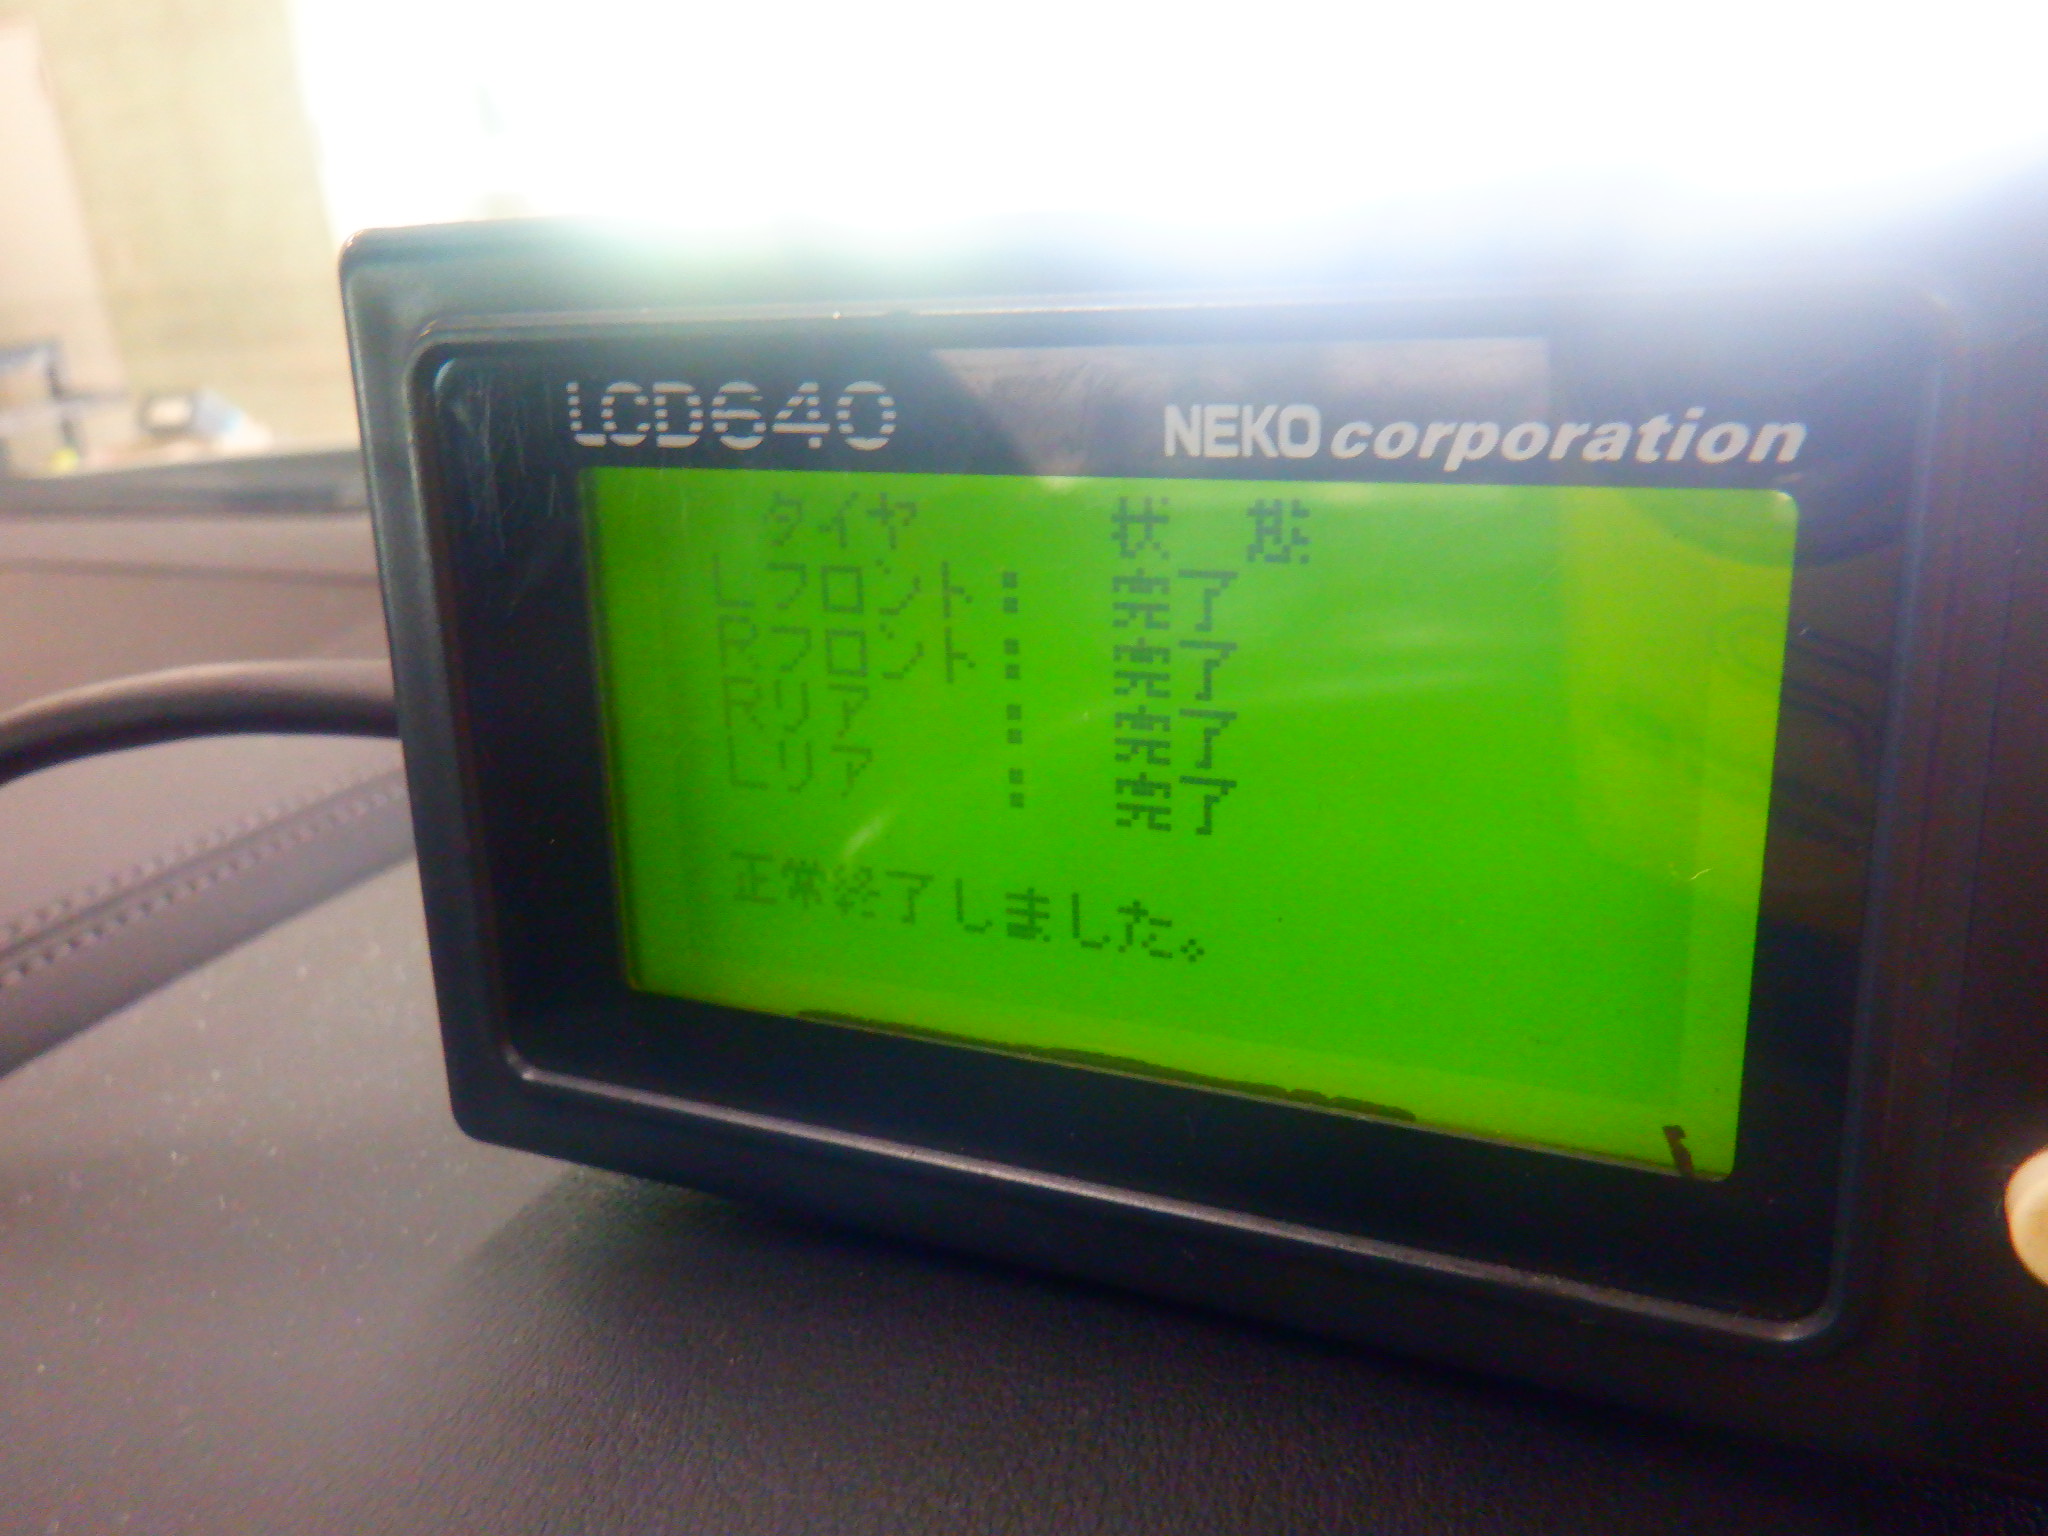 LCD640
NEKO corporation
タイヤ 状 態
Lフロント : 完了
Rフロント : 完了
Rリア : 完了
Lリア : 完了
正常終了しました。